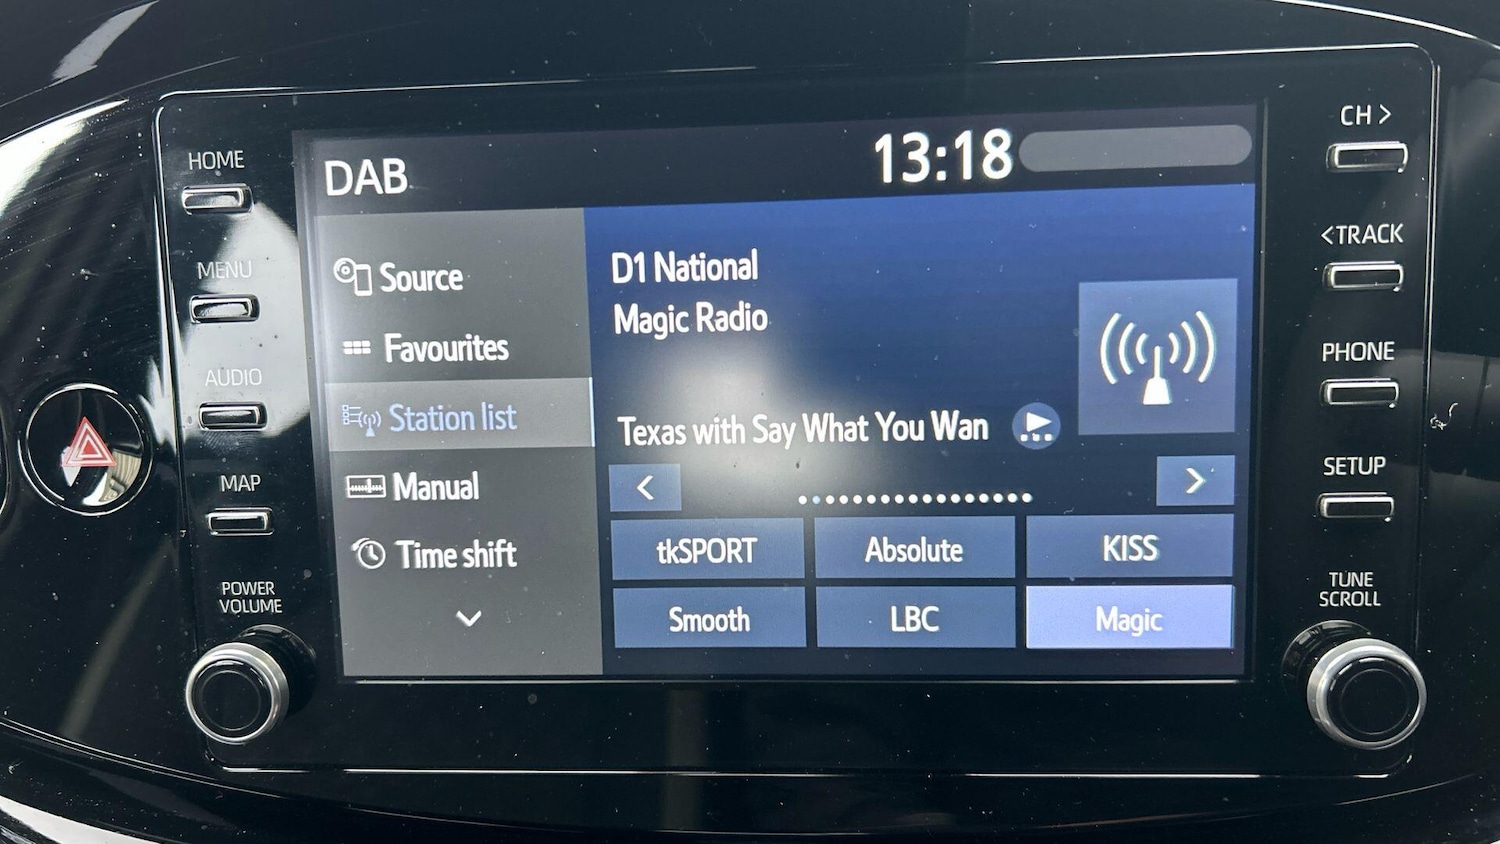 HOME
MENU
AUDIO
MAP
POWER
VOLUME
DAB
13:18
Source
Favourites
Station list
Manual
Time shift
D1 National
Magic Radio
Texas with Say What You Wan
tkSPORT
Absolute
KISS
Smooth
LBC
Magic
CH >
<TRACK
PHONE
SETUP
TUNE
SCROLL